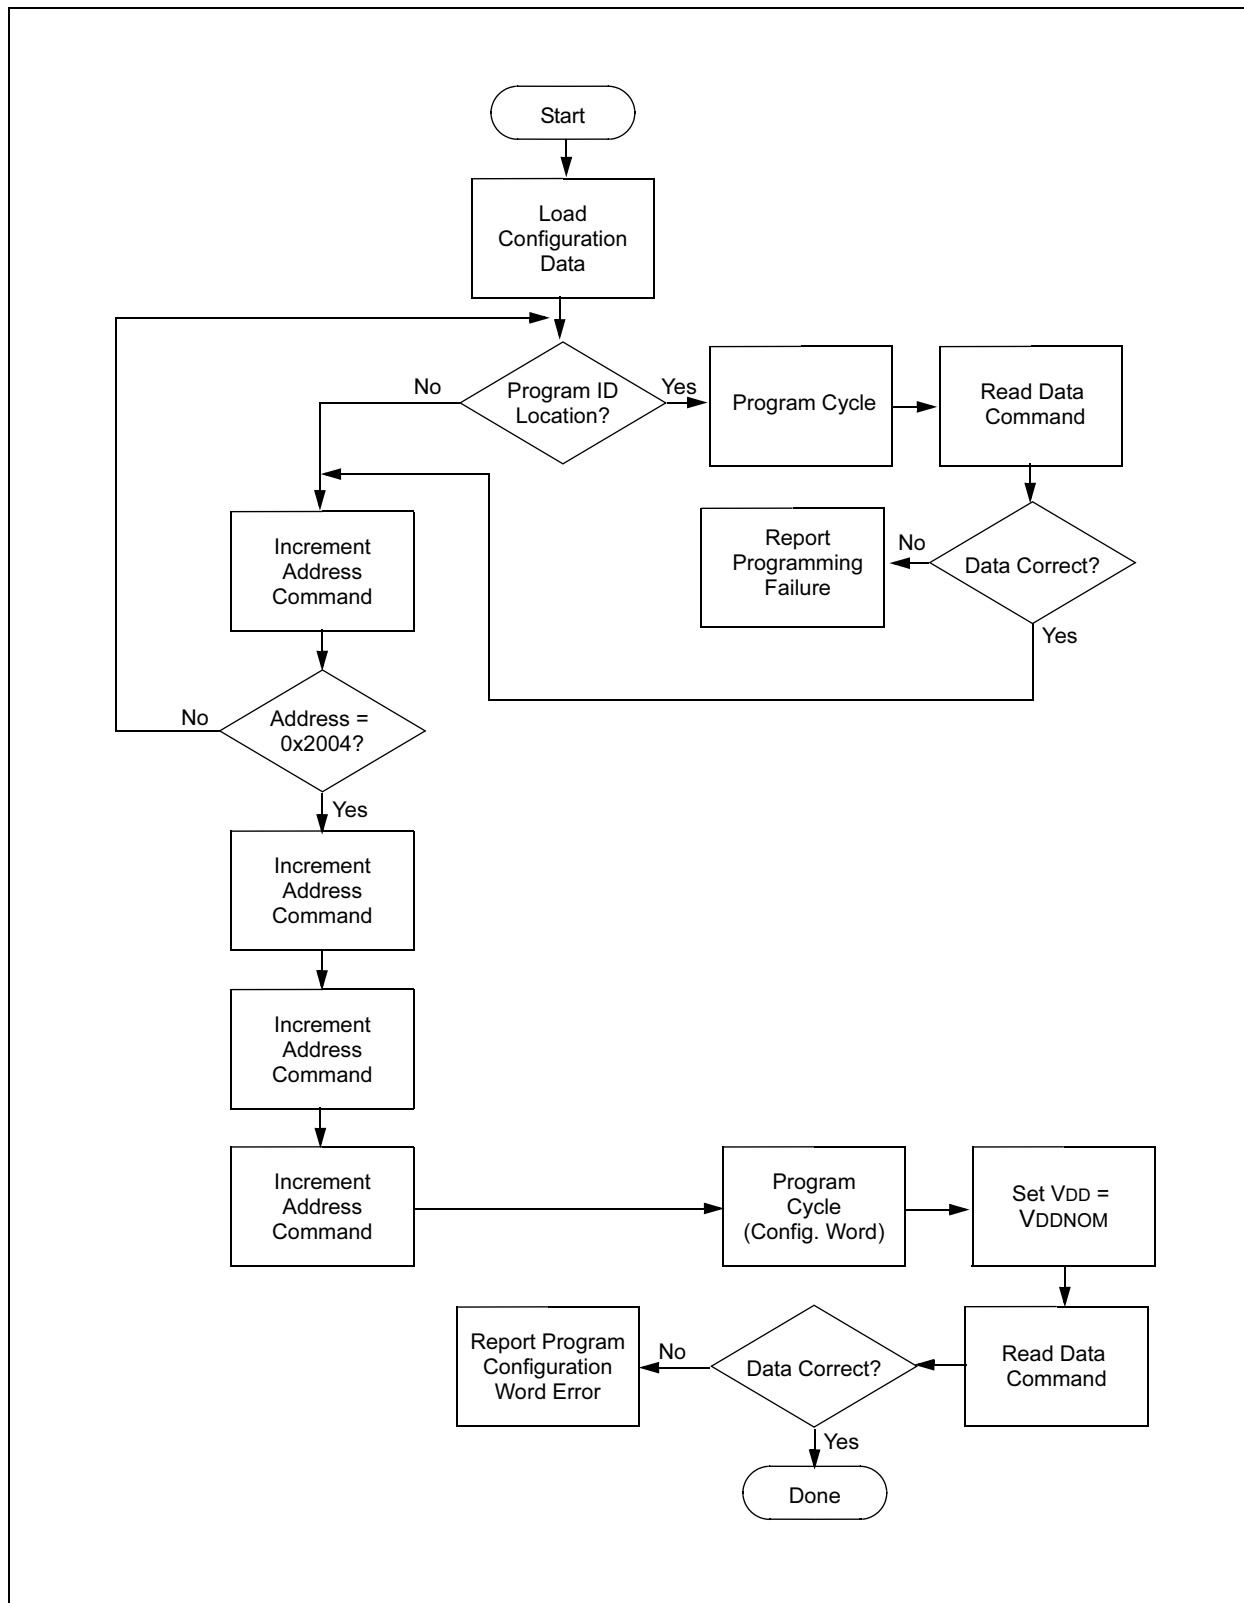 Start
Load
Configuration
Data
No
Program ID
Location?
Yes
Program Cycle
Read Data
Command
Increment
Address
Command
Report
Programming
Failure
No
Data Correct?
Yes
No
Address =
0x2004?
Yes
Increment
Address
Command
Increment
Address
Command
Increment
Address
Command
Program
Cycle
(Config. Word)
Set VDD =
VDDNOM
Report Program
Configuration
Word Error
No
Data Correct?
Read Data
Command
Yes
Done